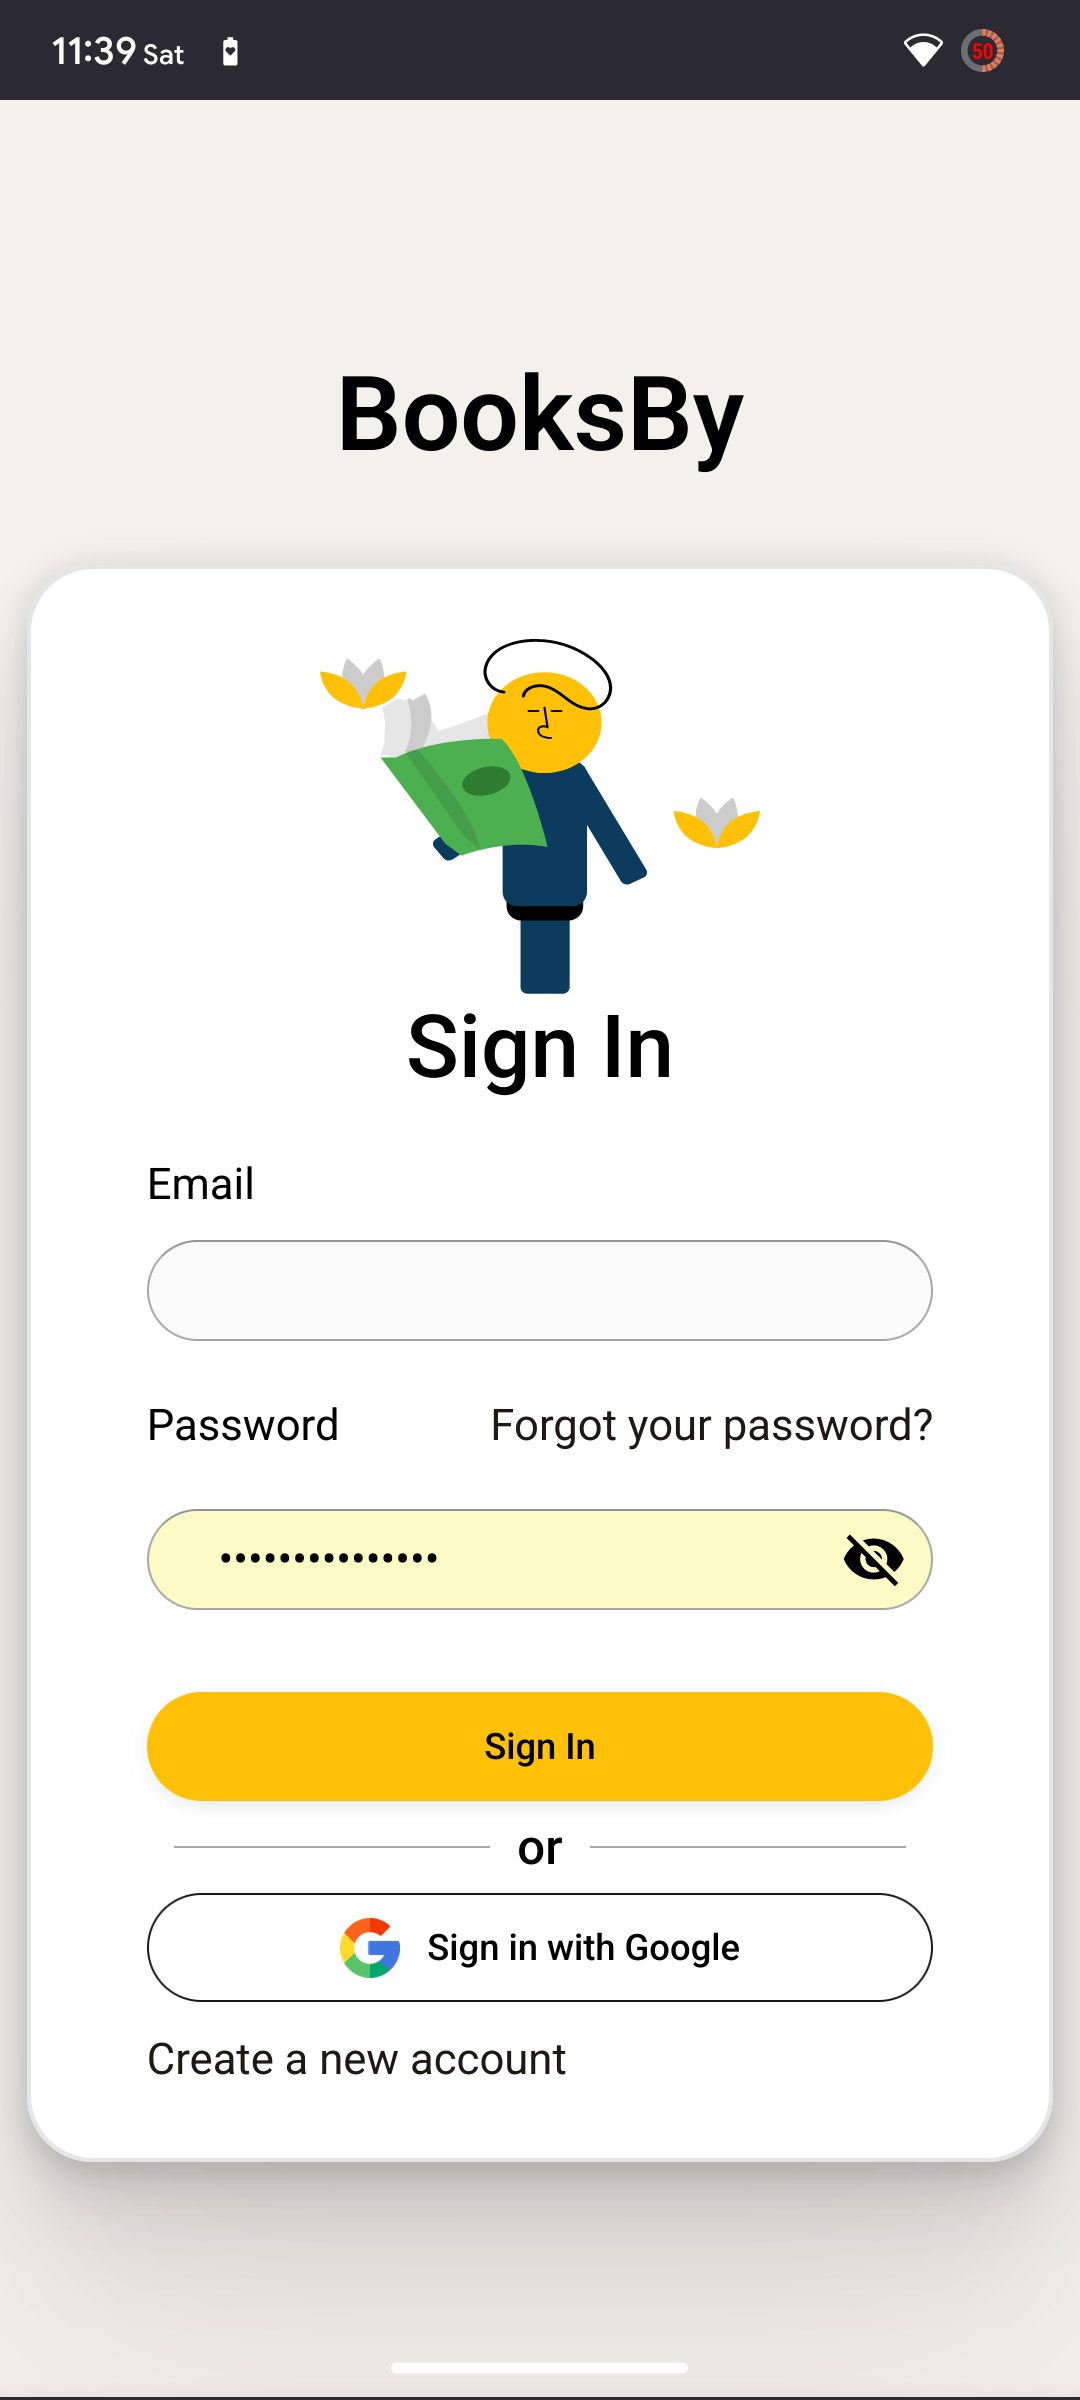 11:39 Sat
50
BooksBy
Sign In
Email
Password Forgot your password?
•••••••••••••••
Sign In
or
Sign in with Google
Create a new account